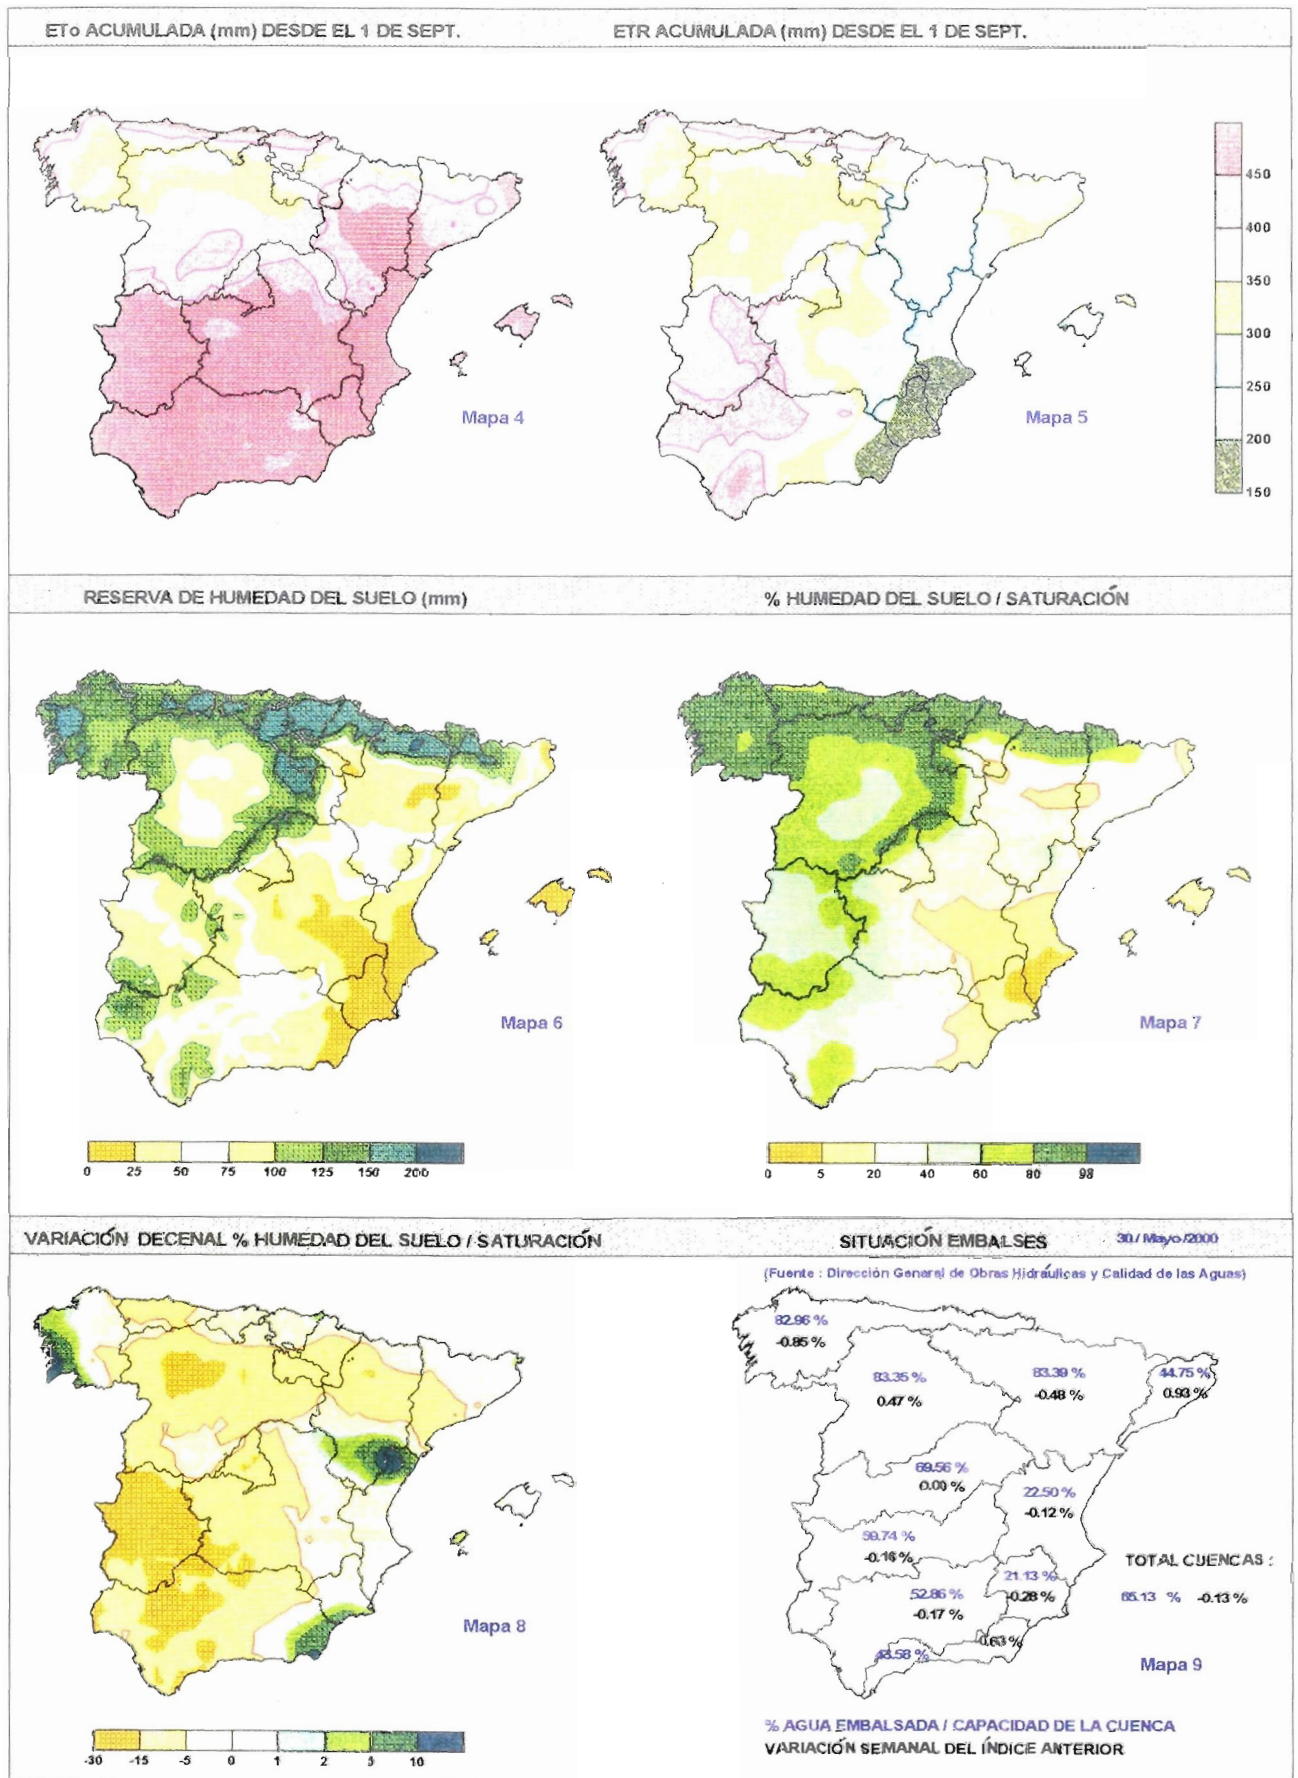 ETo ACUMULADA (mm) DESDE EL 1 DE SEPT.
ETR ACUMULADA (mm) DESDE EL 1 DE SEPT.
450
400
350
300
250
200
150
Mapa 4
Mapa 5
RESERVA DE HUMEDAD DEL SUELO (mm)
% HUMEDAD DEL SUELO / SATURACIÓN
Mapa 6
Mapa 7
0 25 50 75 100 125 150 200
0 5 20 40 60 80 98
VARIACIÓN DECENAL % HUMEDAD DEL SUELO / SATURACIÓN
SITUACIÓN EMBALSES 30 / Mayo /2000
(Fuente : Dirección General de Obras Hidráulicas y Calidad de las Aguas)
82.96 %
-0.85 %
83.35 %
0.47 %
83.39 %
-0.48 %
44.75 %
0.93 %
69.56 %
0.00 %
22.50 %
-0.12 %
59.74 %
-0.16 %
21.13 %
-0.28 %
52.86 %
-0.17 %
TOTAL CUENCAS :
65.13 % -0.13 %
-0.63 %
48.58 %
Mapa 8
Mapa 9
-30 -15 -5 0 1 2 5 10
% AGUA EMBALSADA / CAPACIDAD DE LA CUENCA
VARIACIÓN SEMANAL DEL ÍNDICE ANTERIOR